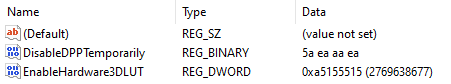 Name Type Data
(Default) REG_SZ (value not set)
DisableDPPTemporarily REG_BINARY 5a ea aa ea
EnableHardware3DLUT REG_DWORD 0xa5155515 (2769638677)